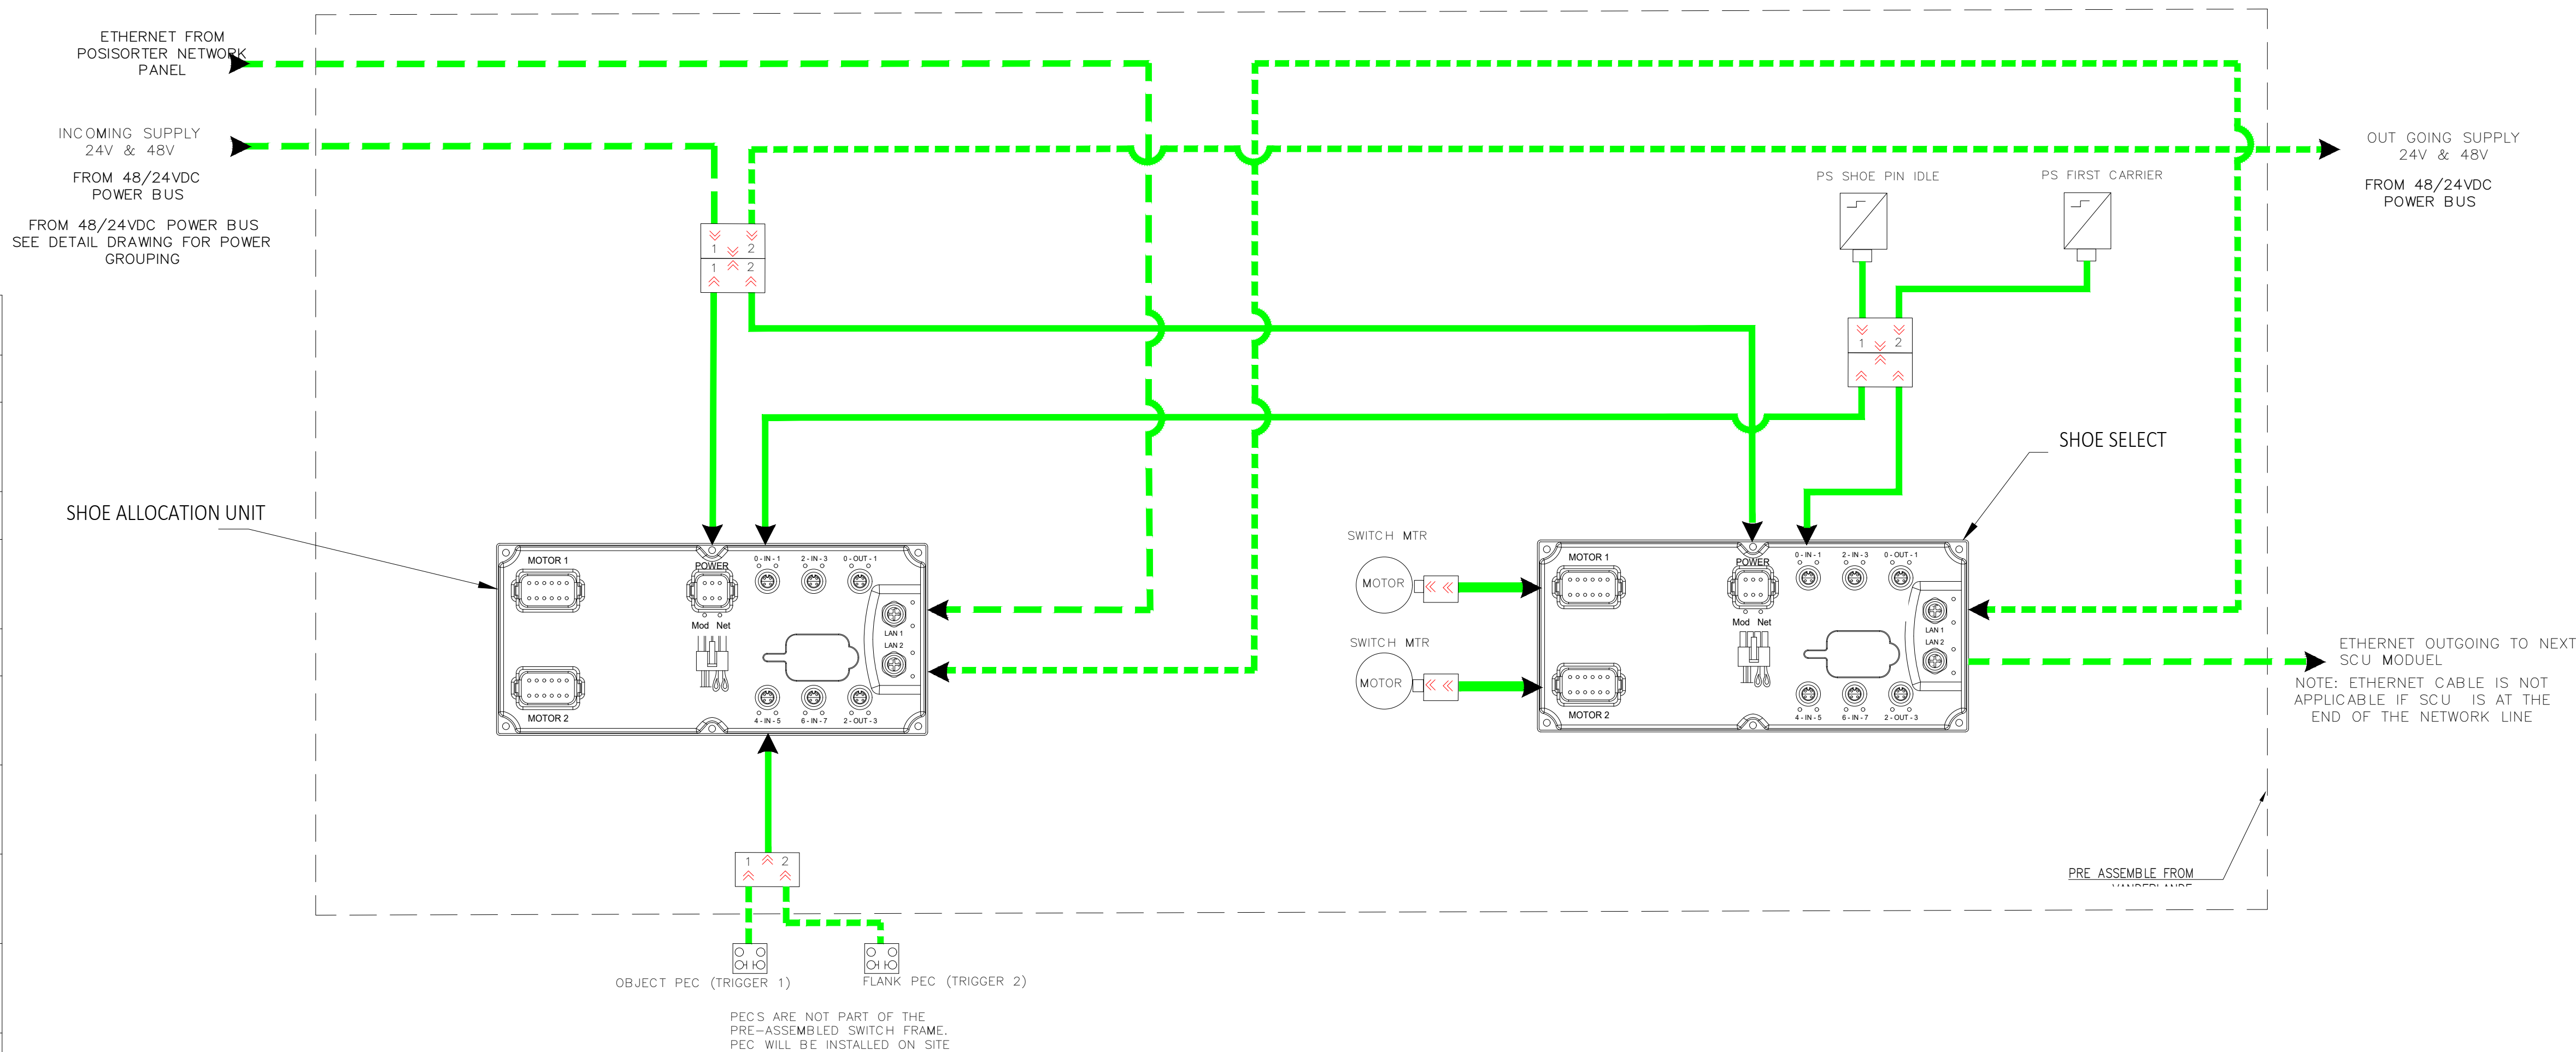 ETHERNET FROM
POSISORTER NETWORK
PANEL
INCOMING SUPPLY
24V & 48V
FROM 48/24VDC
POWER BUS
FROM 48/24VDC POWER BUS
SEE DETAIL DRAWING FOR POWER
GROUPING
OUT GOING SUPPLY
24V & 48V
FROM 48/24VDC
POWER BUS
PS SHOE PIN IDLE
PS FIRST CARRIER
1 2
1 2
1 2
SHOE SELECT
SHOE ALLOCATION UNIT
MOTOR 1
POWER
0 - IN - 1
2 - IN - 3
0 - OUT - 1
Mod Net
LAN 1
LAN 2
MOTOR 2
4 - IN - 5
6 - IN - 7
2 - OUT - 3
SWITCH MTR
MOTOR
SWITCH MTR
MOTOR
MOTOR 1
POWER
0 - IN - 1
2 - IN - 3
0 - OUT - 1
Mod Net
LAN 1
LAN 2
MOTOR 2
4 - IN - 5
6 - IN - 7
2 - OUT - 3
ETHERNET OUTGOING TO NEXT
SCU MODUEL
NOTE: ETHERNET CABLE IS NOT
APPLICABLE IF SCU IS AT THE
END OF THE NETWORK LINE
1 2
PRE ASSEMBLE FROM
OBJECT PEC (TRIGGER 1)
FLANK PEC (TRIGGER 2)
PECS ARE NOT PART OF THE
PRE-ASSEMBLED SWITCH FRAME.
PEC WILL BE INSTALLED ON SITE